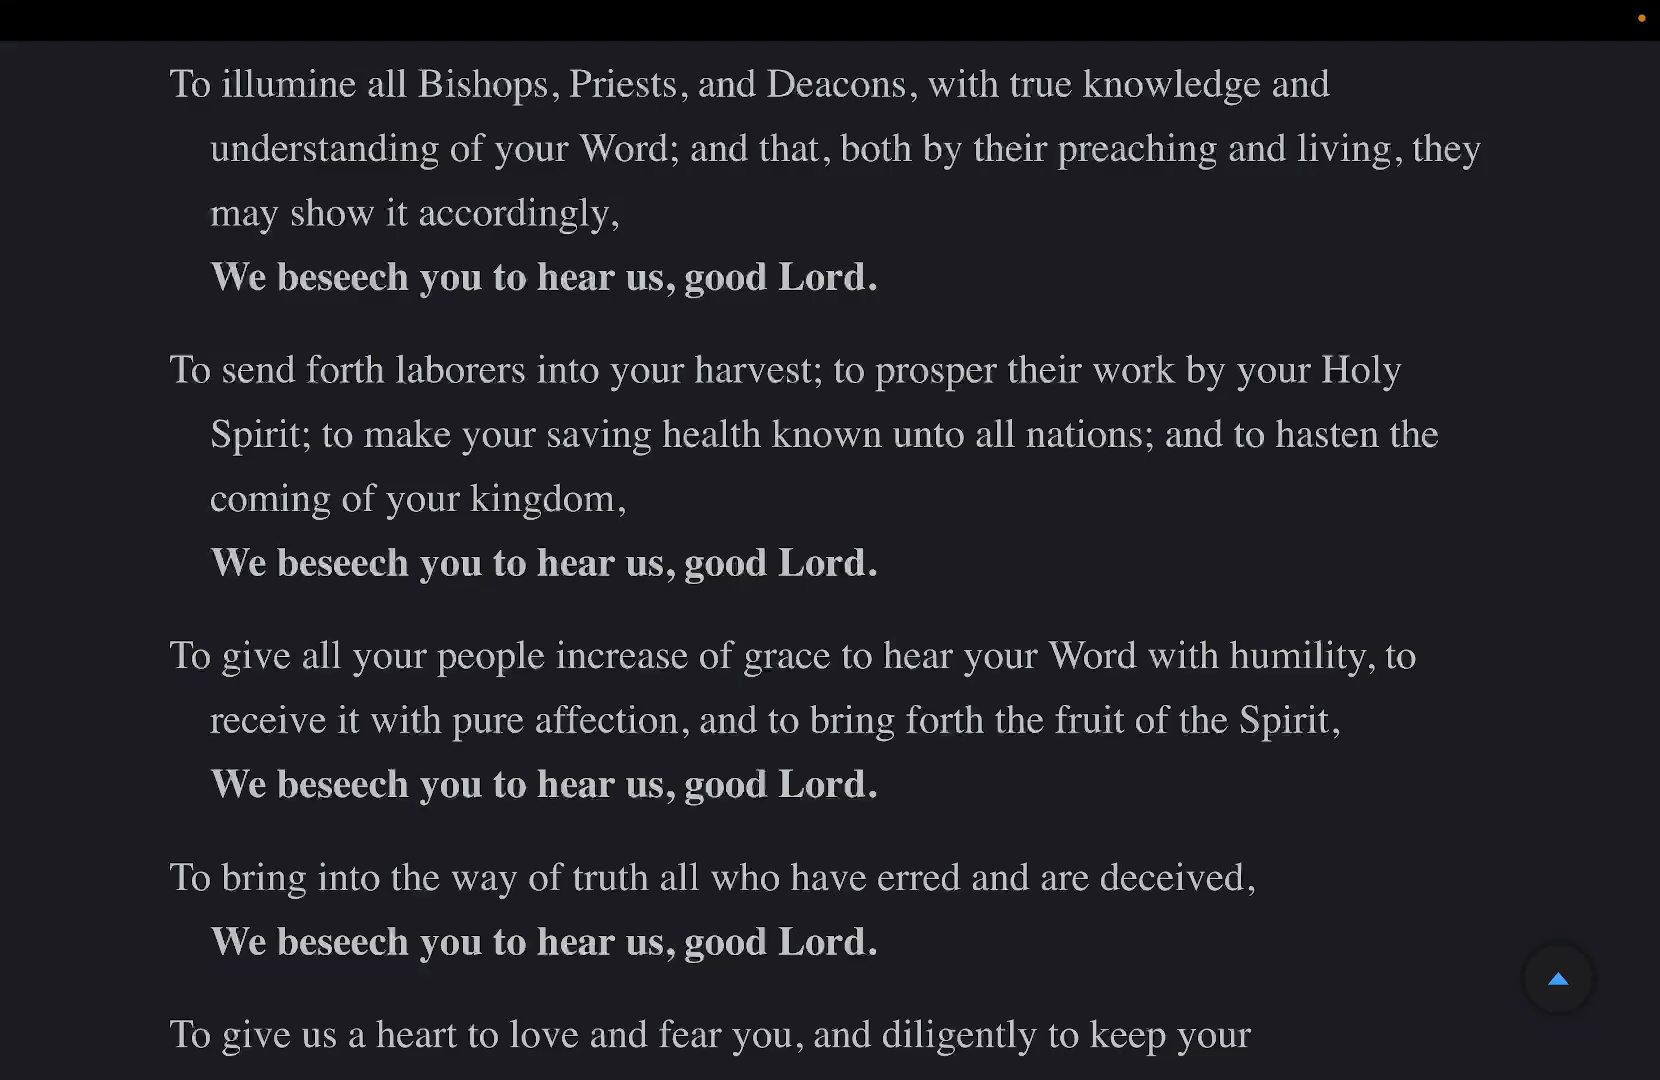 To illumine all Bishops, Priests, and Deacons, with true knowledge and
understanding of your Word; and that, both by their preaching and living, they
may show it accordingly,
We beseech you to hear us, good Lord.
To send forth laborers into your harvest; to prosper their work by your Holy
Spirit; to make your saving health known unto all nations; and to hasten the
coming of your kingdom,
We beseech you to hear us, good Lord.
To give all your people increase of grace to hear your Word with humility, to
receive it with pure affection, and to bring forth the fruit of the Spirit,
We beseech you to hear us, good Lord.
To bring into the way of truth all who have erred and are deceived,
We beseech you to hear us, good Lord.
To give us a heart to love and fear you, and diligently to keep your